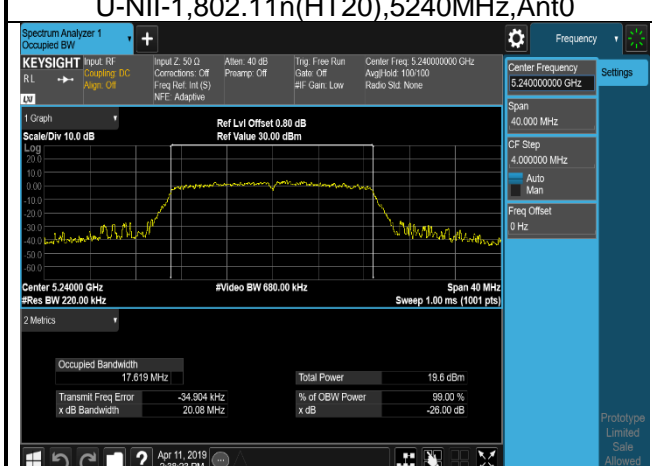 U-NII-1,802.11n(HT20),5240MHz,Ant0
Spectrum Analyzer 1
Occupied BW
Frequency
KEYSIGHT
RL
LXI
Input: RF
Coupling: DC
Align: Off
Input Z: 50 Ω
Corrections: Off
Freq Ref: Int (S)
NFE: Adaptive
Atten: 40 dB
Preamp: Off
Trig: Free Run
Gate: Off
#IF Gain: Low
Center Freq: 5.240000000 GHz
Avg|Hold: 100/100
Radio Std: None
Center Frequency
5.240000000 GHz
Settings
Span
40.000 MHz
CF Step
4.000000 MHz
Auto
Man
Freq Offset
0 Hz
1 Graph
Scale/Div 10.0 dB
Ref Lvl Offset 0.80 dB
Ref Value 30.00 dBm
Log
20.0
10.0
0.00
-10.0
-20.0
-30.0
-40.0
-50.0
-60.0
Center 5.24000 GHz
#Video BW 680.00 kHz
Span 40 MHz
#Res BW 220.00 kHz
Sweep 1.00 ms (1001 pts)
2 Metrics
Occupied Bandwidth
17.619 MHz
Total Power 19.6 dBm
Transmit Freq Error -34.904 kHz
% of OBW Power 99.00 %
x dB Bandwidth 20.08 MHz
x dB -26.00 dB
Prototype
Limited
Sale
Allowed
?
Apr 11, 2019